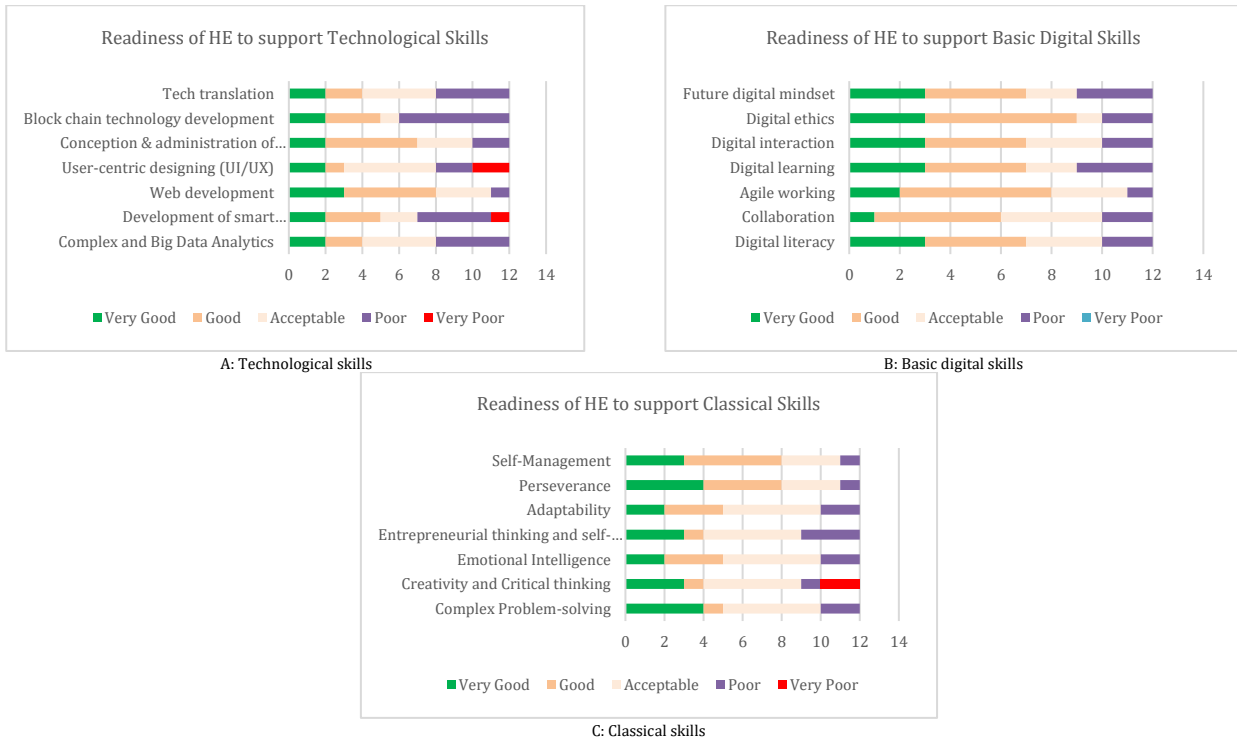 Readiness of HE to support Technological Skills
Tech translation
Block chain technology development
Conception & administration of...
User-centric designing (UI/UX)
Web development
Development of smart...
Complex and Big Data Analytics
0 2 4 6 8 10 12 14
Very Good Good Acceptable Poor Very Poor
A: Technological skills
Readiness of HE to support Basic Digital Skills
Future digital mindset
Digital ethics
Digital interaction
Digital learning
Agile working
Collaboration
Digital literacy
0 2 4 6 8 10 12 14
Very Good Good Acceptable Poor Very Poor
B: Basic digital skills
Readiness of HE to support Classical Skills
Self-Management
Perseverance
Adaptability
Entrepreneurial thinking and self-...
Emotional Intelligence
Creativity and Critical thinking
Complex Problem-solving
0 2 4 6 8 10 12 14
Very Good Good Acceptable Poor Very Poor
C: Classical skills